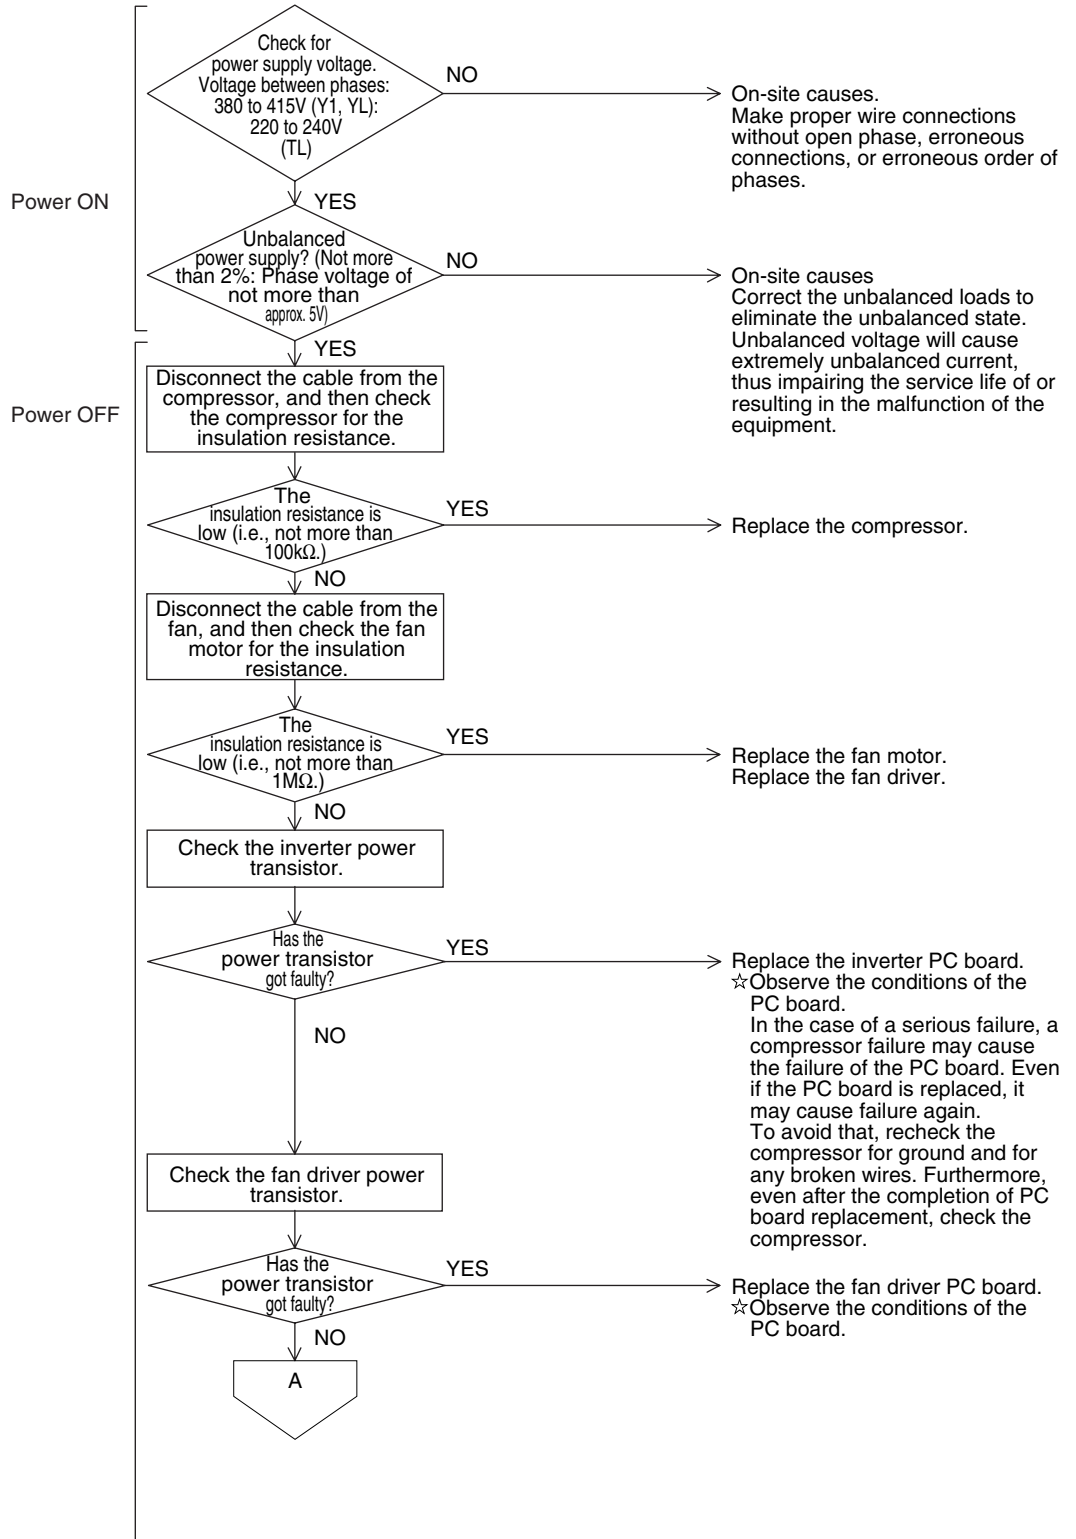 Check for
power supply voltage.
Voltage between phases:
380 to 415V (Y1, YL):
220 to 240V
(TL)
NO
On-site causes.
Make proper wire connections
without open phase, erroneous
connections, or erroneous order of
phases.
Power ON
YES
Unbalanced
power supply? (Not more
than 2%: Phase voltage of
not more than
approx. 5V)
NO
On-site causes
Correct the unbalanced loads to
eliminate the unbalanced state.
Unbalanced voltage will cause
extremely unbalanced current,
thus impairing the service life of or
resulting in the malfunction of the
equipment.
YES
Power OFF
Disconnect the cable from the
compressor, and then check
the compressor for the
insulation resistance.
The
insulation resistance is
low (i.e., not more than
100kΩ.)
YES
Replace the compressor.
NO
Disconnect the cable from the
fan, and then check the fan
motor for the insulation
resistance.
The
insulation resistance is
low (i.e., not more than
1MΩ.)
YES
Replace the fan motor.
Replace the fan driver.
NO
Check the inverter power
transistor.
Has the
power transistor
got faulty?
YES
Replace the inverter PC board.
☆Observe the conditions of the
PC board.
In the case of a serious failure, a
compressor failure may cause
the failure of the PC board. Even
if the PC board is replaced, it
may cause failure again.
To avoid that, recheck the
compressor for ground and for
any broken wires. Furthermore,
even after the completion of PC
board replacement, check the
compressor.
NO
Check the fan driver power
transistor.
Has the
power transistor
got faulty?
YES
Replace the fan driver PC board.
☆Observe the conditions of the
PC board.
NO
A